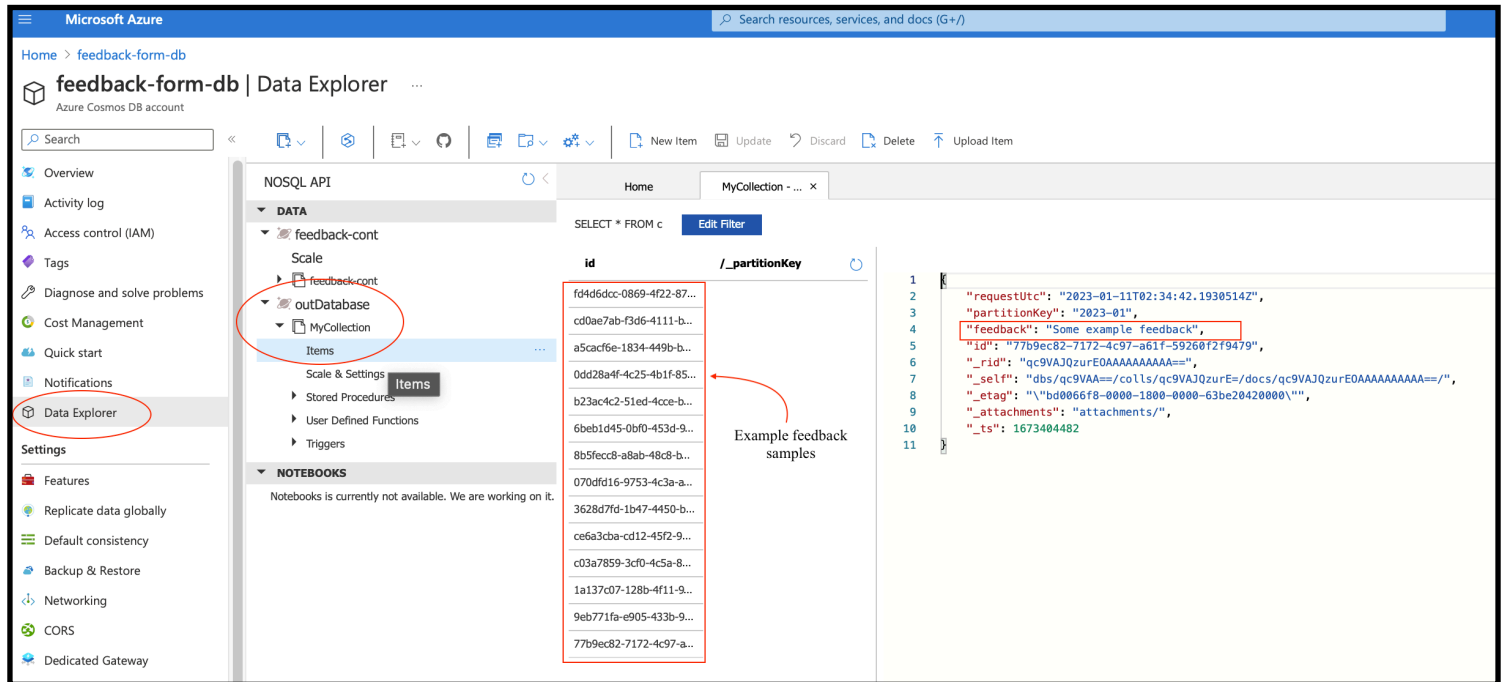 Microsoft Azure
Search resources, services, and docs (G+/)
Home > feedback-form-db
feedback-form-db | Data Explorer ...
Azure Cosmos DB account
Search
«
New Item
Update
Discard
Delete
Upload Item
Overview
Activity log
Access control (IAM)
Tags
Diagnose and solve problems
Cost Management
Quick start
Notifications
Data Explorer
Settings
Features
Replicate data globally
Default consistency
Backup & Restore
Networking
CORS
Dedicated Gateway
NOSQL API
DATA
feedback-cont
Scale
feedback-cont
outDatabase
MyCollection
Items
...
Scale & Settings
Items
Stored Procedures
User Defined Functions
Triggers
NOTEBOOKS
Notebooks is currently not available. We are working on it.
Home
MyCollection - ... ×
SELECT * FROM c
Edit Filter
id
/_partitionKey
fd4d6dcc-0869-4f22-87...
cd0ae7ab-f3d6-4111-b...
a5cacf6e-1834-449b-b...
0dd28a4f-4c25-4b1f-85...
b23ac4c2-51ed-4cce-b...
6beb1d45-0bf0-453d-9...
8b5fecc8-a8ab-48c8-b...
070dfd16-9753-4c3a-a...
3628d7fd-1b47-4450-b...
ce6a3cba-cd12-45f2-9...
c03a7859-3cf0-4c5a-8...
1a137c07-128b-4f11-9...
9eb771fa-e905-433b-9...
77b9ec82-7172-4c97-a...
Example feedback
samples
1 {
2 "requestUtc": "2023-01-11T02:34:42.1930514Z",
3 "partitionKey": "2023-01",
4 "feedback": "Some example feedback",
5 "id": "77b9ec82-7172-4c97-a61f-59260f2f9479",
6 "_rid": "qc9VAJQzurEOAAAAAAAAAA==",
7 "_self": "dbs/qc9VAA==/colls/qc9VAJQzurE=/docs/qc9VAJQzurEOAAAAAAAAAA==/",
8 "_etag": "\"bd0066f8-0000-1800-0000-63be20420000\"",
9 "_attachments": "attachments/",
10 "_ts": 1673404482
11 }